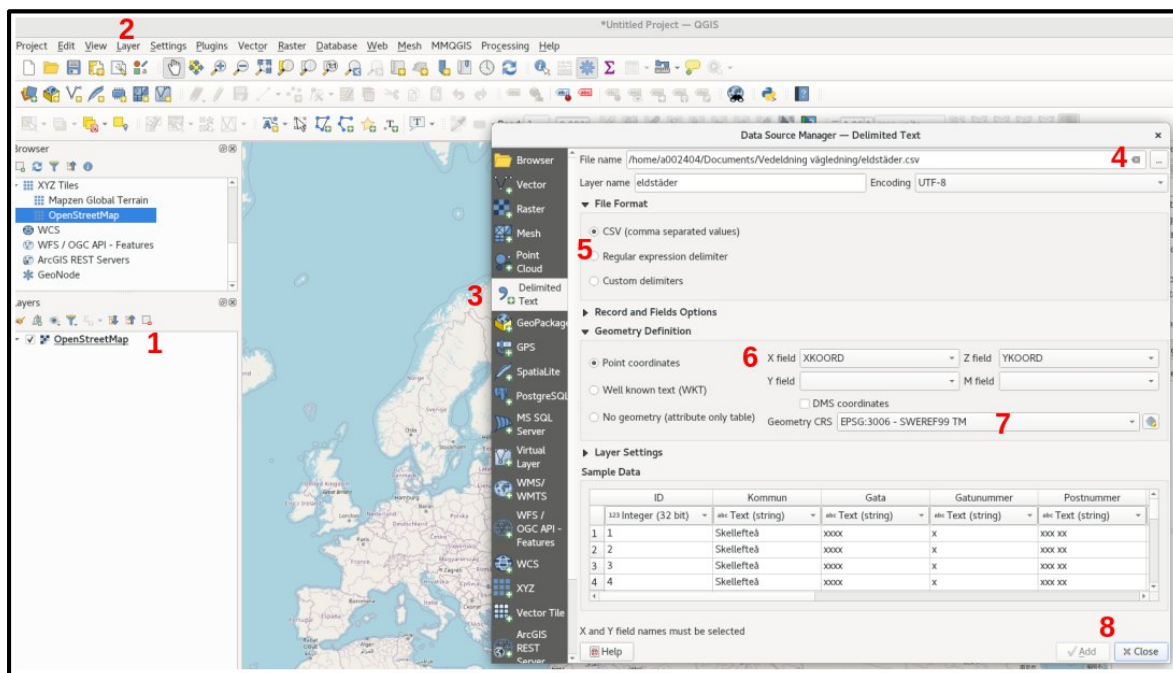 *Untitled Project — QGIS
2
Project Edit View Layer Settings Plugins Vector Raster Database Web Mesh MMQGIS Processing Help
Browser
XYZ Tiles
Mapzen Global Terrain
OpenStreetMap
WCS
WFS / OGC API - Features
ArcGIS REST Servers
GeoNode
Layers
OpenStreetMap
1
Data Source Manager — Delimited Text
3
Browser
Vector
Raster
Mesh
Point
Cloud
Delimited
Text
GeoPackage
GPS
SpatiaLite
PostgreSQL
MS SQL
Server
Virtual
Layer
WMS/
WMTS
WFS /
OGC API -
Features
WCS
XYZ
Vector Tile
ArcGIS
REST
Server
File name /home/a002404/Documents/Vedeldning vägledning/eldstäder.csv 4 ...
Layer name eldstäder Encoding UTF-8
File Format
CSV (comma separated values)
5 Regular expression delimiter
Custom delimiters
Record and Fields Options
Geometry Definition
Point coordinates 6 X field XKOORD Z field YKOORD
Well known text (WKT) Y field M field
DMS coordinates
No geometry (attribute only table) Geometry CRS EPSG:3006 - SWEREF99 TM 7
Layer Settings
Sample Data
ID Kommun Gata Gatunummer Postnummer
123 Integer (32 bit) abc Text (string) abc Text (string) abc Text (string) abc Text (string)
1 1 Skellefteå xxxx x xxx xx
2 2 Skellefteå xxxx x xxx xx
3 3 Skellefteå xxxx x xxx xx
4 4 Skellefteå xxxx x xxx xx
X and Y field names must be selected
8
Help Add Close